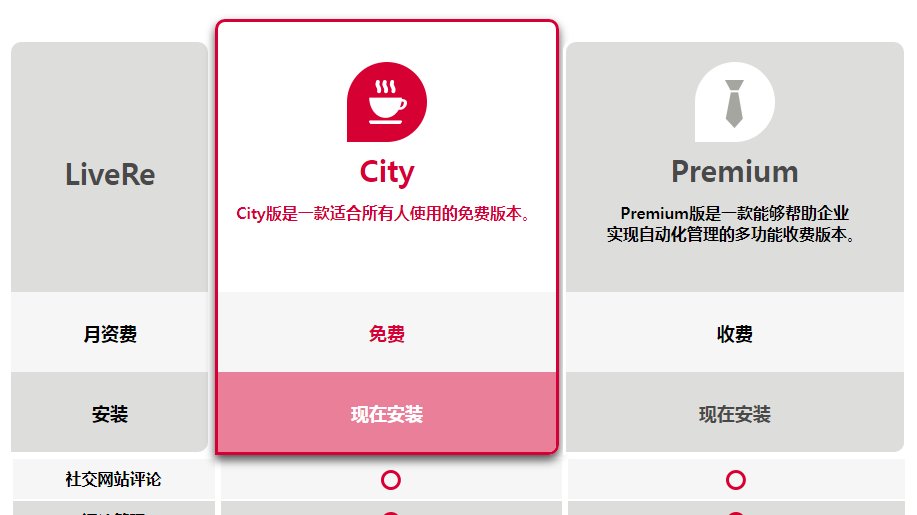 LiveRe
City
City版是一款适合所有人使用的免费版本。
Premium
Premium版是一款能够帮助企业
实现自动化管理的多功能收费版本。
月资费
免费
收费
安装
现在安装
现在安装
社交网站评论